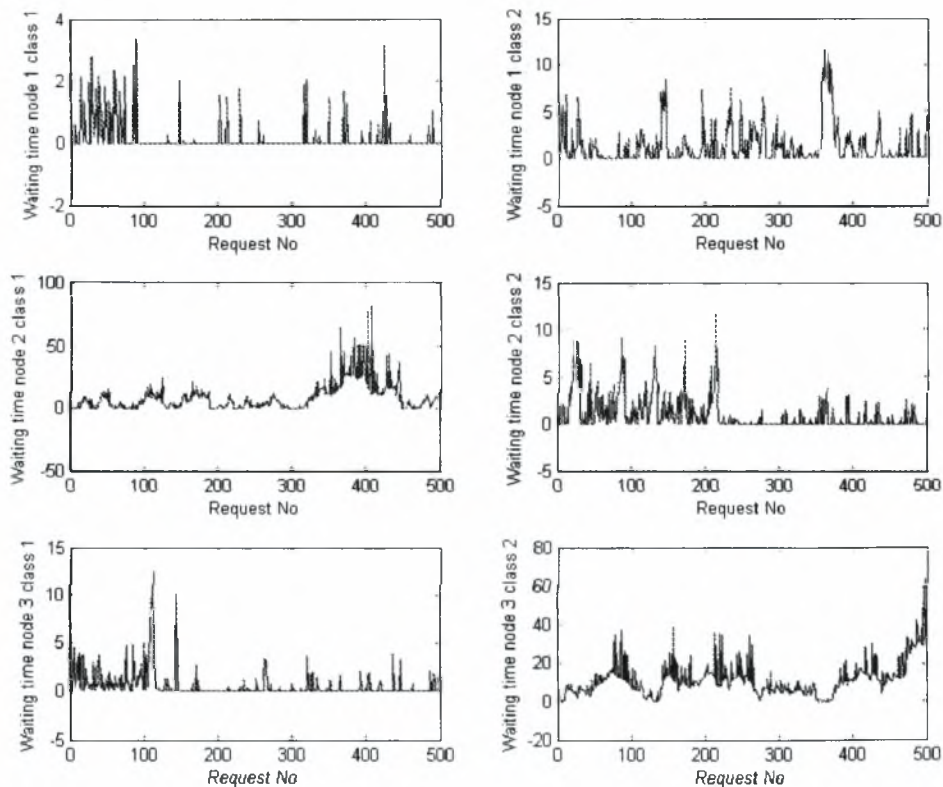 Waiting time node 1 class 1
4
2
0
-2
0 100 200 300 400 500
Request No
Waiting time node 1 class 2
15
10
5
0
-5
0 100 200 300 400 500
Request No
Waiting time node 2 class 1
100
50
0
-50
0 100 200 300 400 500
Request No
Waiting time node 2 class 2
15
10
5
0
-5
0 100 200 300 400 500
Request No
Waiting time node 3 class 1
15
10
5
0
-5
0 100 200 300 400 500
Request No
Waiting time node 3 class 2
80
60
40
20
0
-20
0 100 200 300 400 500
Request No